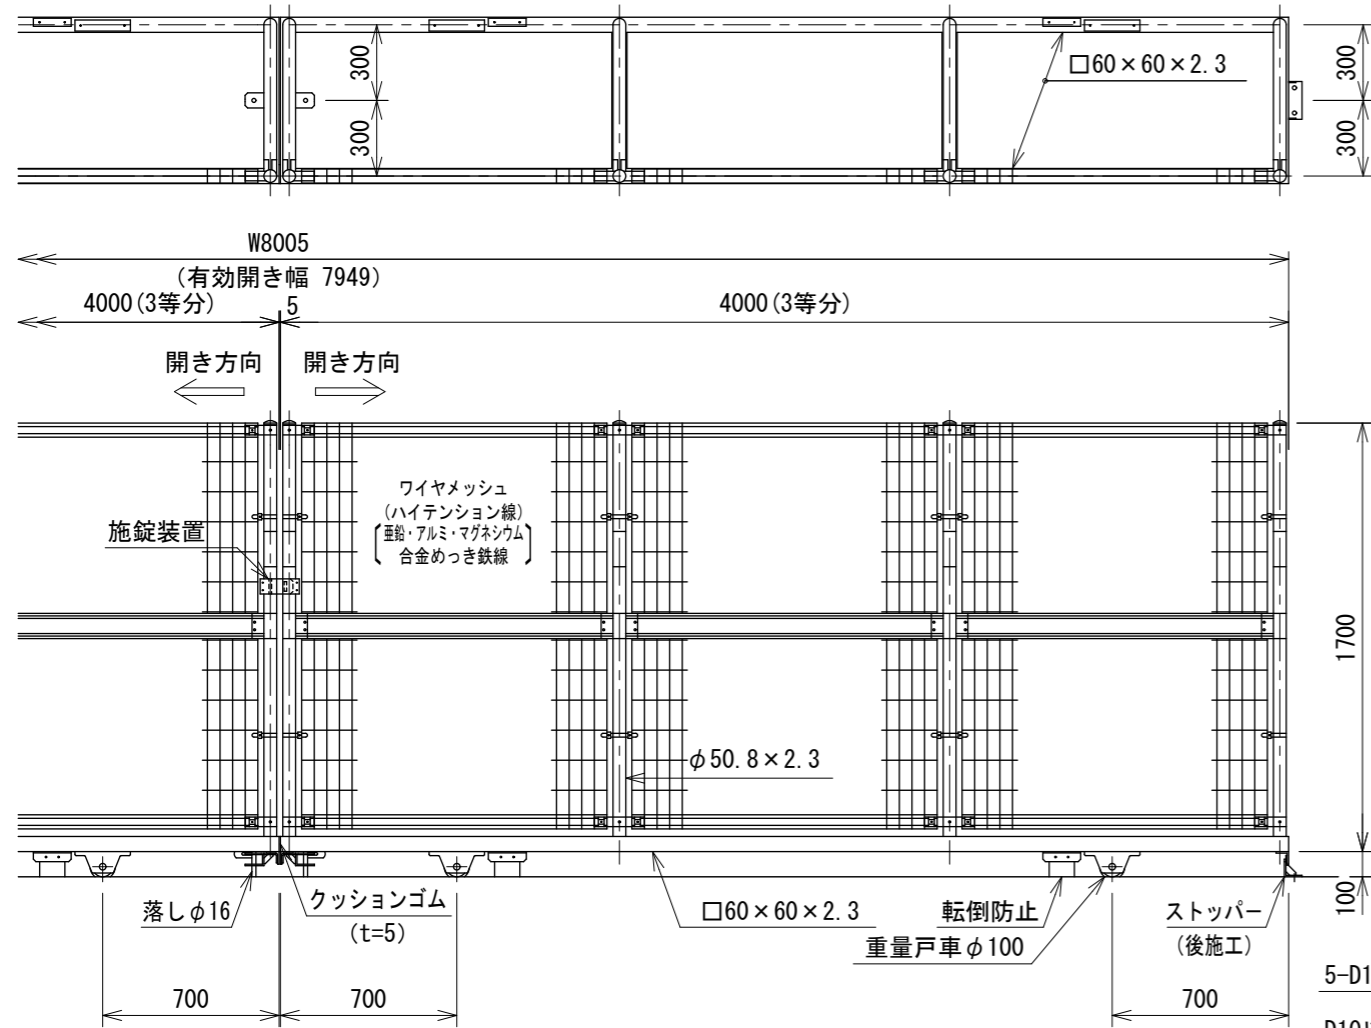 300
300
□60×60×2.3
300
300
W8005
(有効開き幅 7949)
4000(3等分)
5
4000(3等分)
開き方向
開き方向
ワイヤメッシュ
(ハイテンション線)
亜鉛・アルミ・マグネシウム
合金めっき鉄線
施錠装置
1700
φ50.8×2.3
落しφ16
クッションゴム
(t=5)
□60×60×2.3
転倒防止
重量戸車φ100
ストッパー
(後施工)
100
700
700
700
5-D1